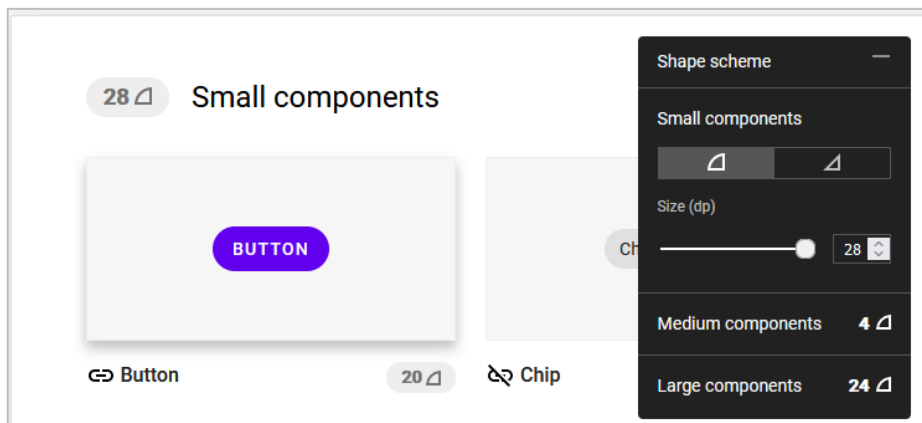 28 Small components
BUTTON
Button 20
Ch
Chip
Shape scheme
Small components
Size (dp)
28
Medium components 4
Large components 24